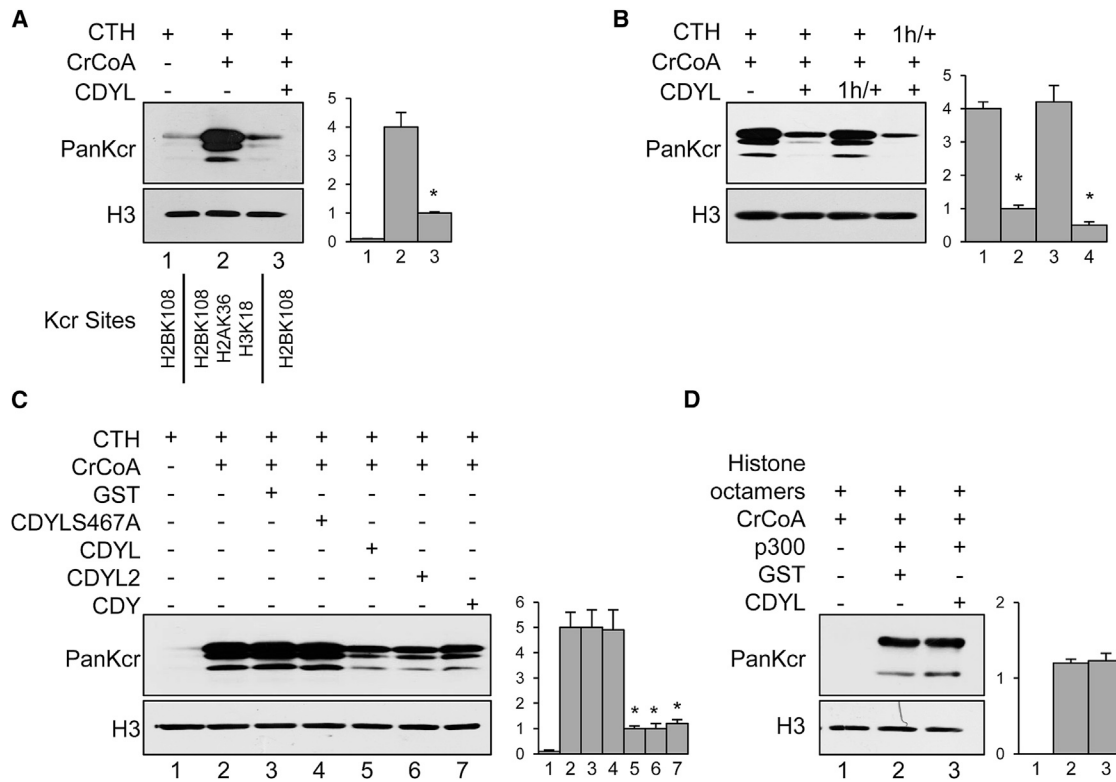 A
CTH + + +
CrCoA - + +
CDYL - - +
PanKcr
H3
1 2 3
Kcr Sites
H2BK108
H2BK108
H2AK36
H3K18
H2BK108
5
4
3
2
1
0
*
1 2 3
B
CTH + + + 1h/+
CrCoA + + + +
CDYL - + 1h/+ +
PanKcr
H3
5
4
3
2
1
0
* *
1 2 3 4
C
CTH + + + + + + +
CrCoA - + + + + + +
GST - - + - - - -
CDYLS467A - - - + - - -
CDYL - - - - + - -
CDYL2 - - - - - + -
CDY - - - - - - +
PanKcr
H3
1 2 3 4 5 6 7
6
5
4
3
2
1
0
* * *
1 2 3 4 5 6 7
D
Histone
octamers + + +
CrCoA + + +
p300 - + +
GST - + -
CDYL - - +
PanKcr
H3
1 2 3
2
1
0
1 2 3